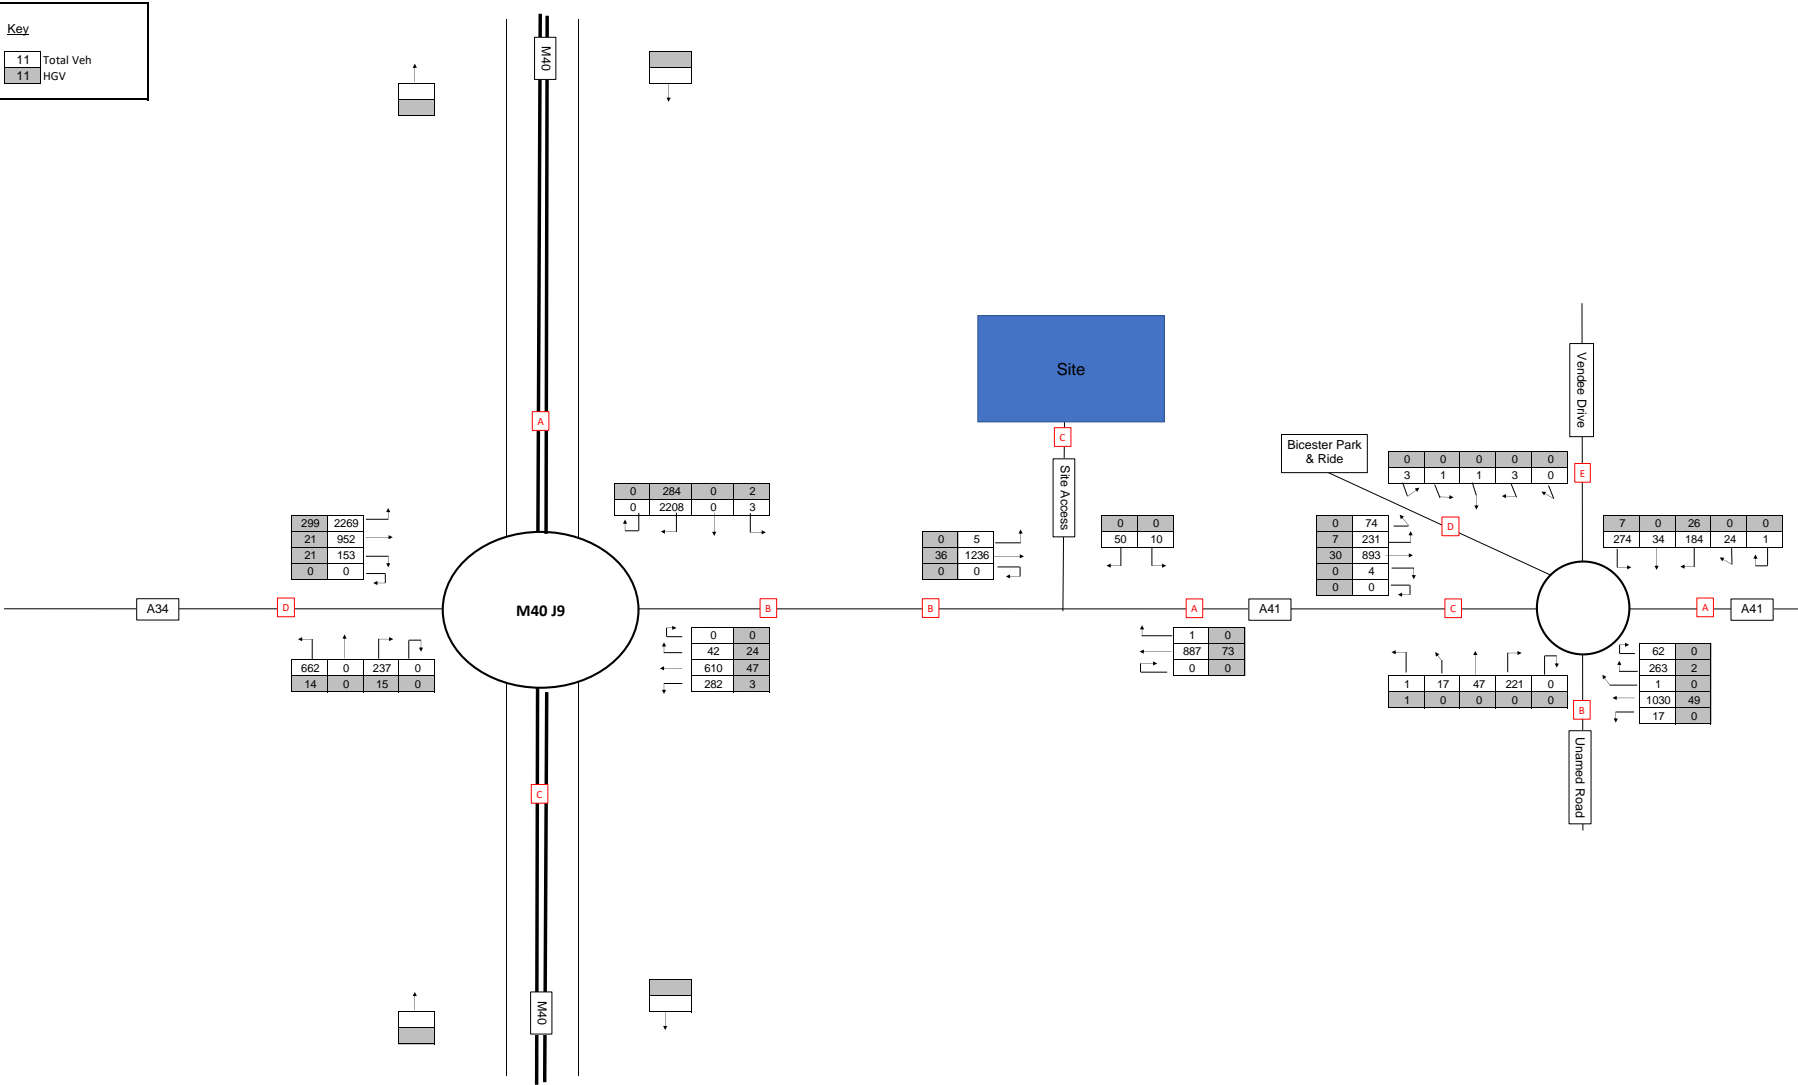 Key
11 Total Veh
11 HGV
M40
Site
A
C
Site Access
Vendee Drive
Bicester Park
& Ride
E
D
0 0 0 0 0
3 1 1 3 0
0 284 0 2
0 2208 0 3
299 2269
21 952
21 153
0 0
0 5
36 1236
0 0
0 0
50 10
0 74
7 231
30 893
0 4
0 0
7 0 26 0 0
274 34 184 24 1
A34
D
M40 J9
B
B
A
A41
C
A
A41
662 0 237 0
14 0 15 0
0 0
42 24
610 47
282 3
1 0
887 73
0 0
1 17 47 221 0
1 0 0 0 0
62 0
263 2
1 0
1030 49
17 0
B
Unamed Road
C
M40